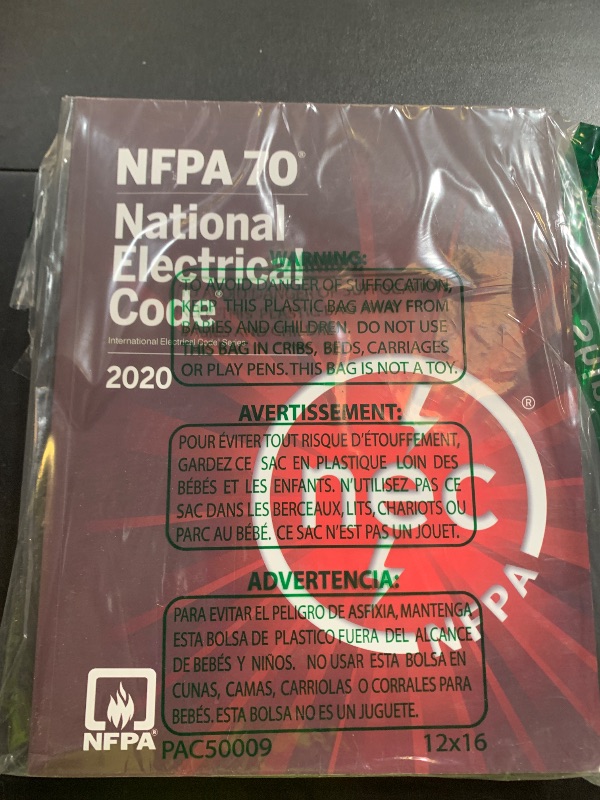 NFPA 70®
National
Electrical
Code®
International Electrical Code® Series
2020
WARNING:
TO AVOID DANGER OF SUFFOCATION,
KEEP THIS PLASTIC BAG AWAY FROM
BABIES AND CHILDREN. DO NOT USE
THIS BAG IN CRIBS, BEDS, CARRIAGES
OR PLAY PENS. THIS BAG IS NOT A TOY.
AVERTISSEMENT:
POUR ÉVITER TOUT RISQUE D'ÉTOUFFEMENT,
GARDEZ CE SAC EN PLASTIQUE LOIN DES
BÉBÉS ET LES ENFANTS. N'UTILISEZ PAS CE
SAC DANS LES BERCEAUX, LITS, CHARIOTS OU
PARC AU BÉBÉ. CE SAC N'EST PAS UN JOUET.
ADVERTENCIA:
PARA EVITAR EL PELIGRO DE ASFIXIA, MANTENGA
ESTA BOLSA DE PLASTICO FUERA DEL ALCANCE
DE BEBÉS Y NIÑOS. NO USAR ESTA BOLSA EN
CUNAS, CAMAS, CARRIOLAS O CORRALES PARA
BEBÉS. ESTA BOLSA NO ES UN JUGUETE.
PAC50009 12x16
nec
®
NFPA
NFPA®